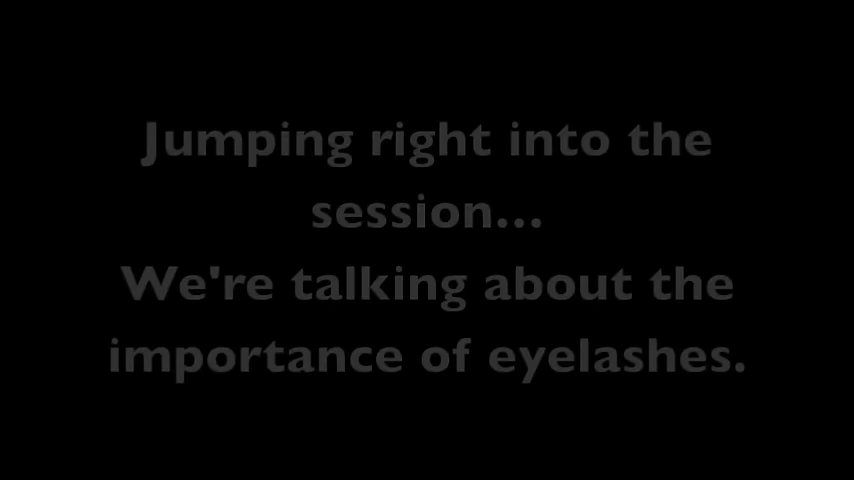 Jumping right into the
session...
We're talking about the
importance of eyelashes.